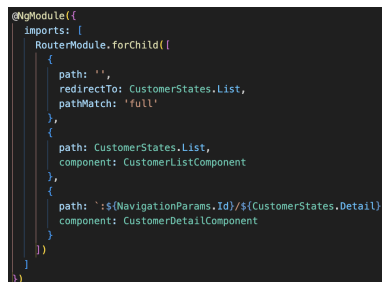 @NgModule({
  imports: [
    RouterModule.forChild([
      {
        path: '',
        redirectTo: CustomerStates.List,
        pathMatch: 'full'
      },
      {
        path: CustomerStates.List,
        component: CustomerListComponent
      },
      {
        path: `:${NavigationParams.Id}/${CustomerStates.Detail}
        component: CustomerDetailComponent
      }
    ])
  ]
})